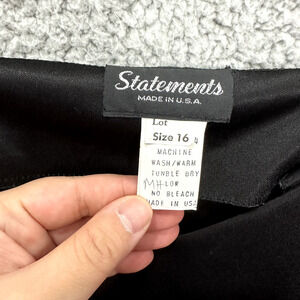 Statements
MADE IN U.S.A.
Lot
Size 16
MACHINE
WASH/WARM
TUMBLE DRY
LOW
NO BLEACH
MADE IN USA